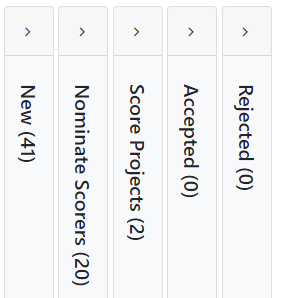 New (41)
Nominate Scorers (20)
Score Projects (2)
Accepted (0)
Rejected (0)